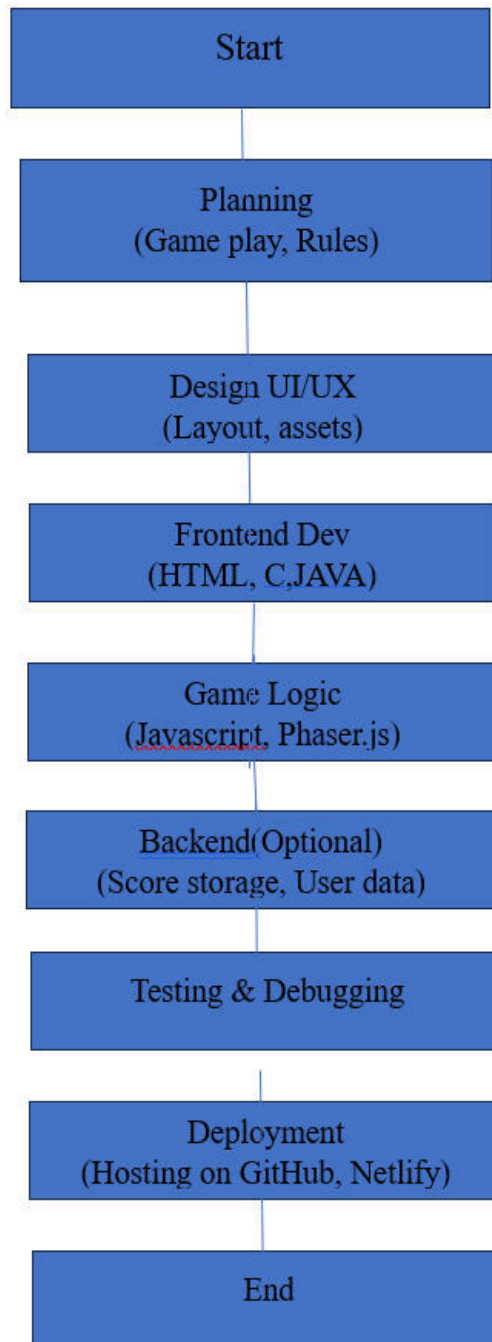 Start
Planning
(Game play, Rules)
Design UI/UX
(Layout, assets)
Frontend Dev
(HTML, C,JAVA)
Game Logic
(Javascript, Phaser.js)
Backend(Optional)
(Score storage, User data)
Testing & Debugging
Deployment
(Hosting on GitHub, Netlify)
End